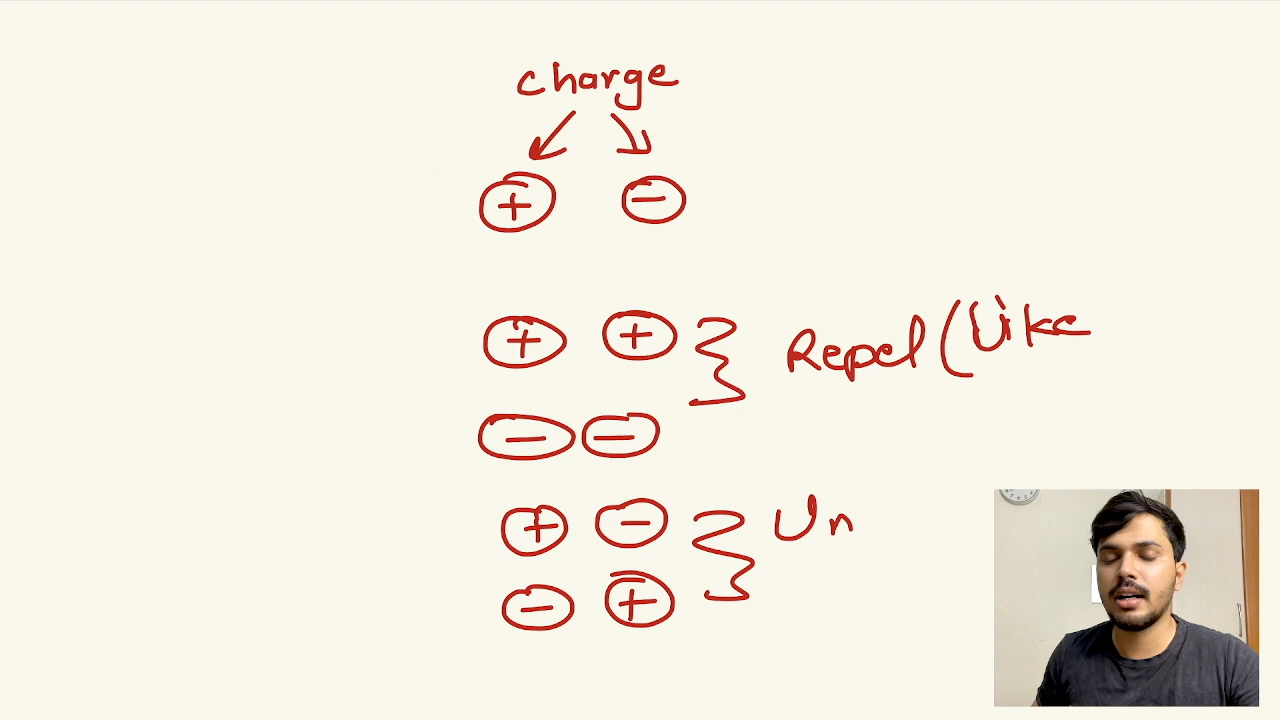 charge
+ -
+ + Repel (Like
- -
+ - Un
- +